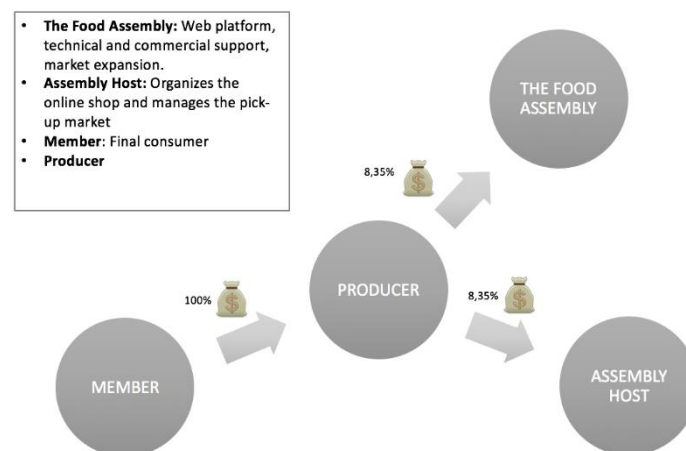 • The Food Assembly: Web platform,
technical and commercial support,
market expansion.
• Assembly Host: Organizes the
online shop and manages the pick-
up market
• Member: Final consumer
• Producer
THE FOOD
ASSEMBLY
8,35%
PRODUCER
8,35%
100%
MEMBER
ASSEMBLY
HOST